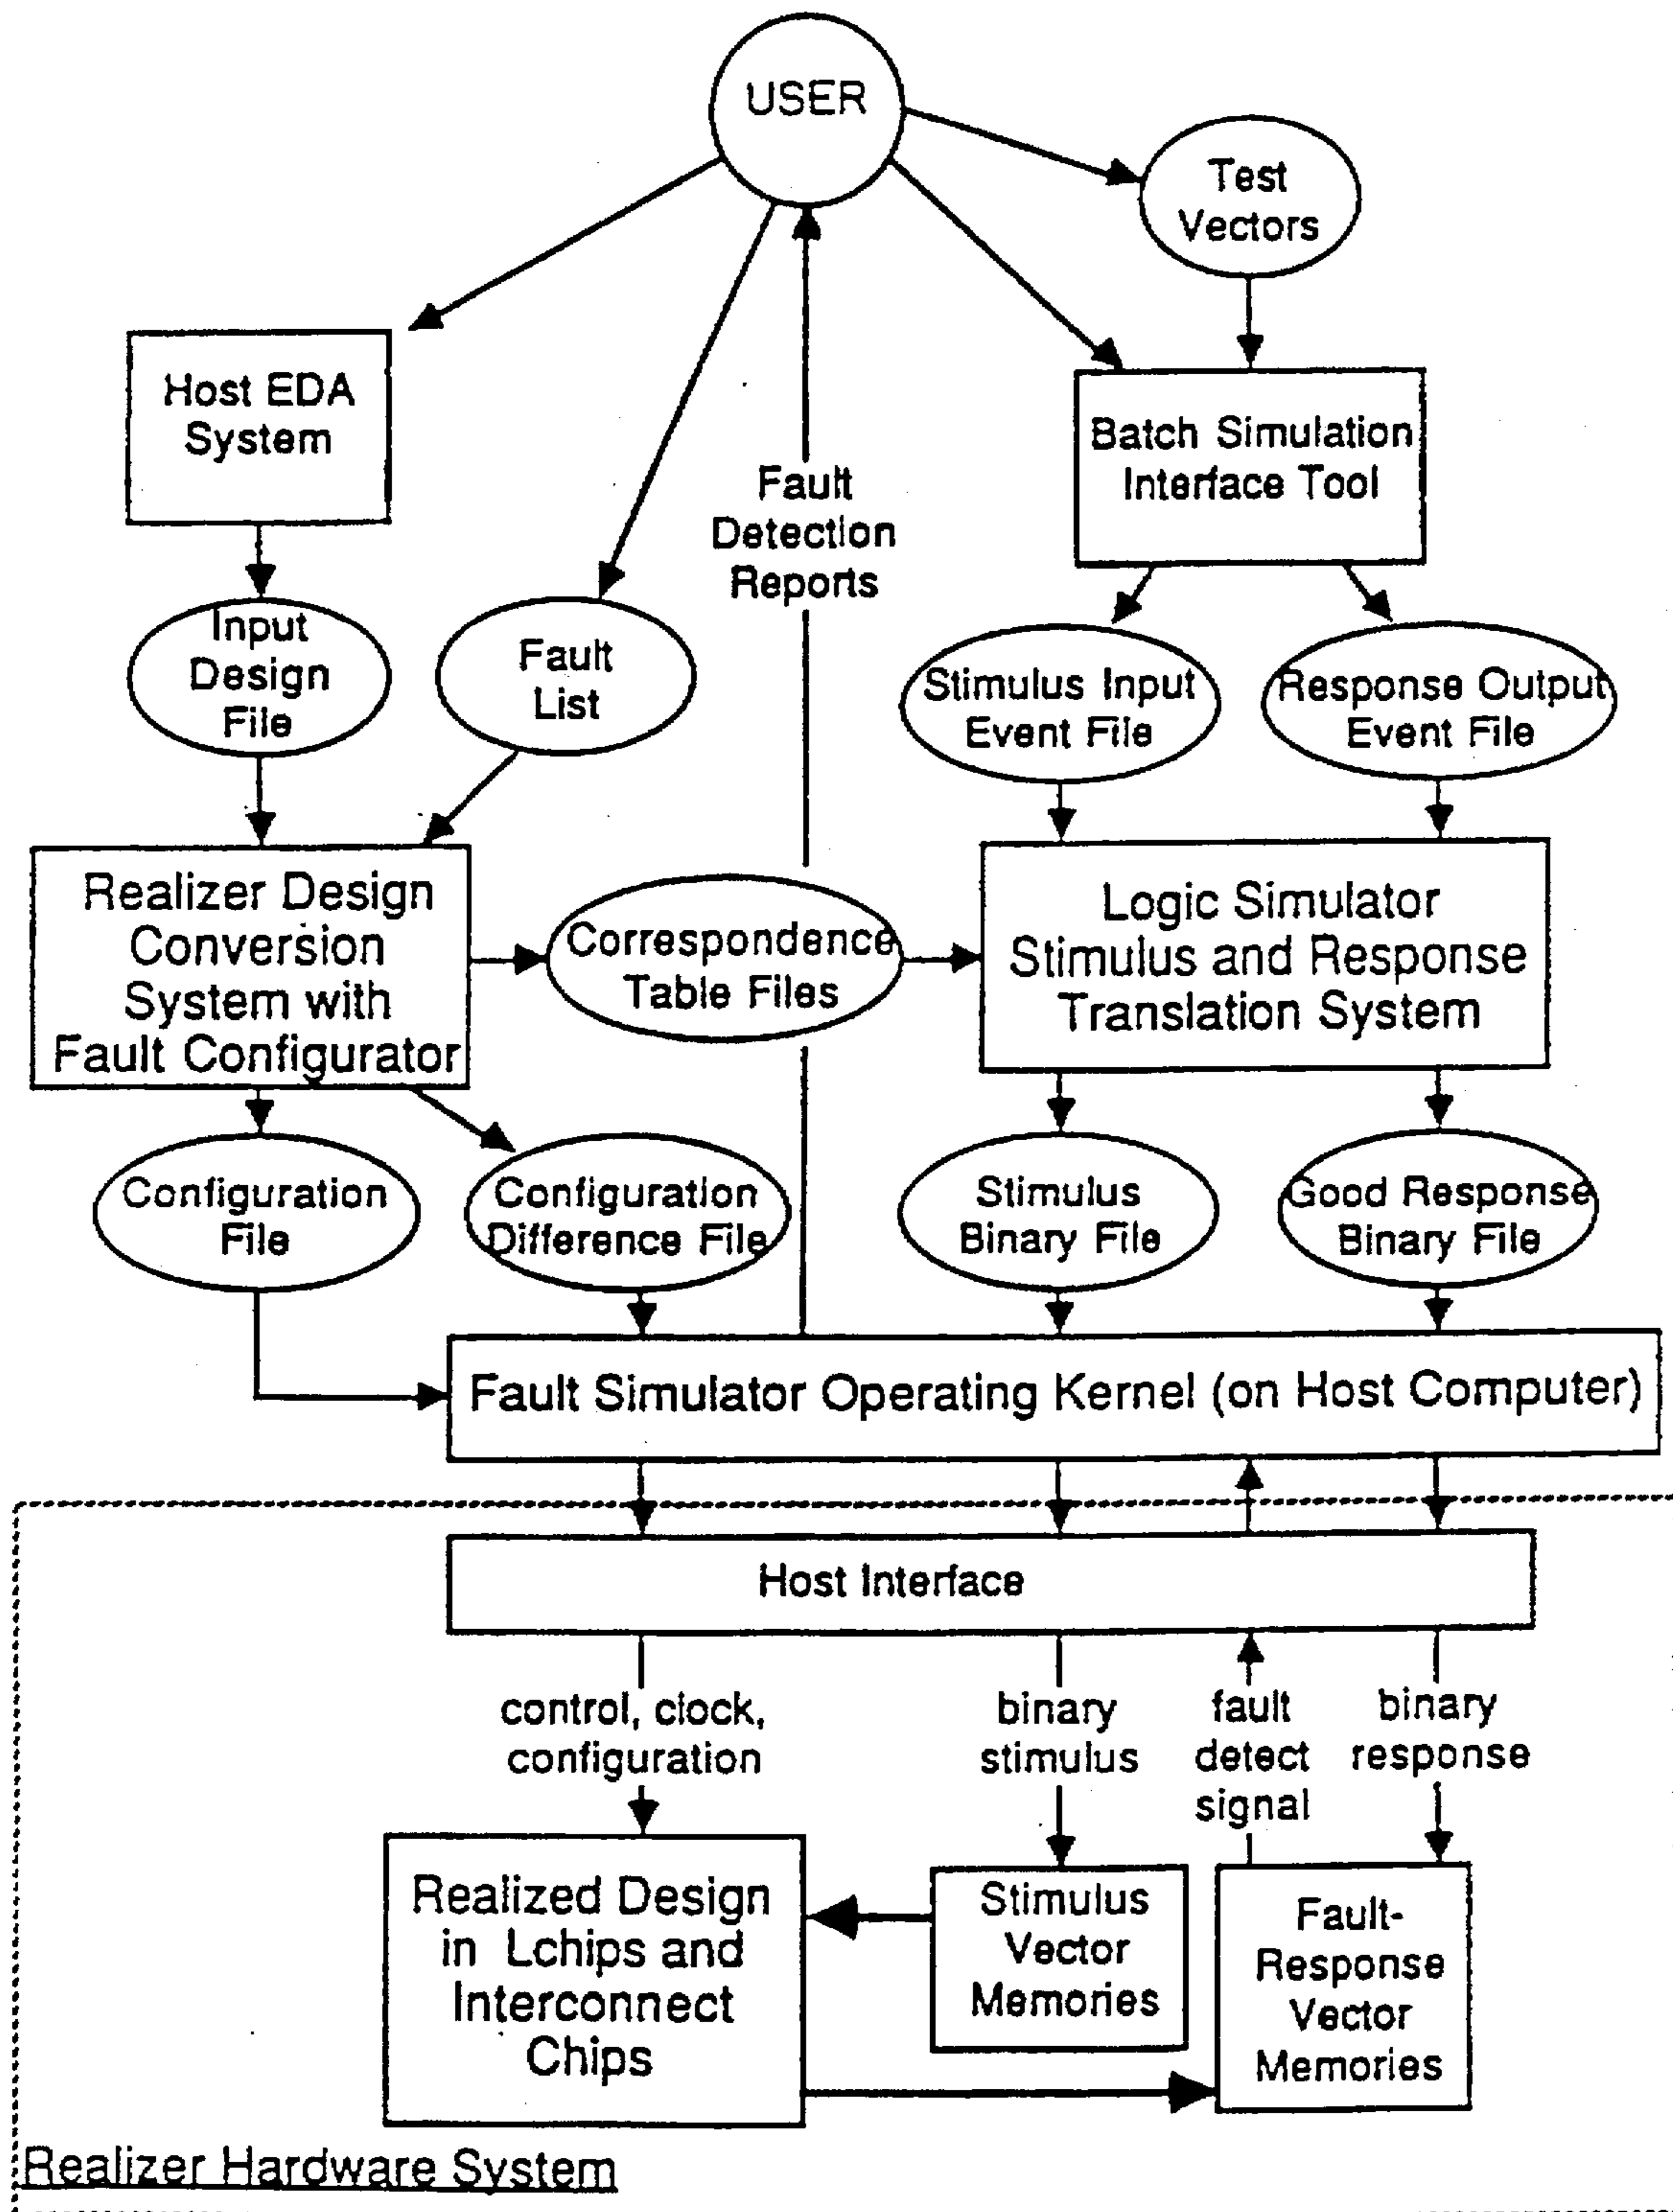 USER
Test
Vectors
Host EDA
System
Batch Simulation
Interface Tool
Fault
Detection
Reports
Input
Design
File
Fault
List
Stimulus Input
Event File
Response Output
Event File
Realizer Design
Conversion
System with
Fault Configurator
Correspondence
Table Files
Logic Simulator
Stimulus and Response
Translation System
Configuration
File
Configuration
Difference File
Stimulus
Binary File
Good Response
Binary File
Fault Simulator Operating Kernel (on Host Computer)
Host Interface
control, clock,
configuration
binary
stimulus
fault
detect
signal
binary
response
Realized Design
in Lchips and
Interconnect
Chips
Stimulus
Vector
Memories
Fault-
Response
Vector
Memories
Realizer Hardware System